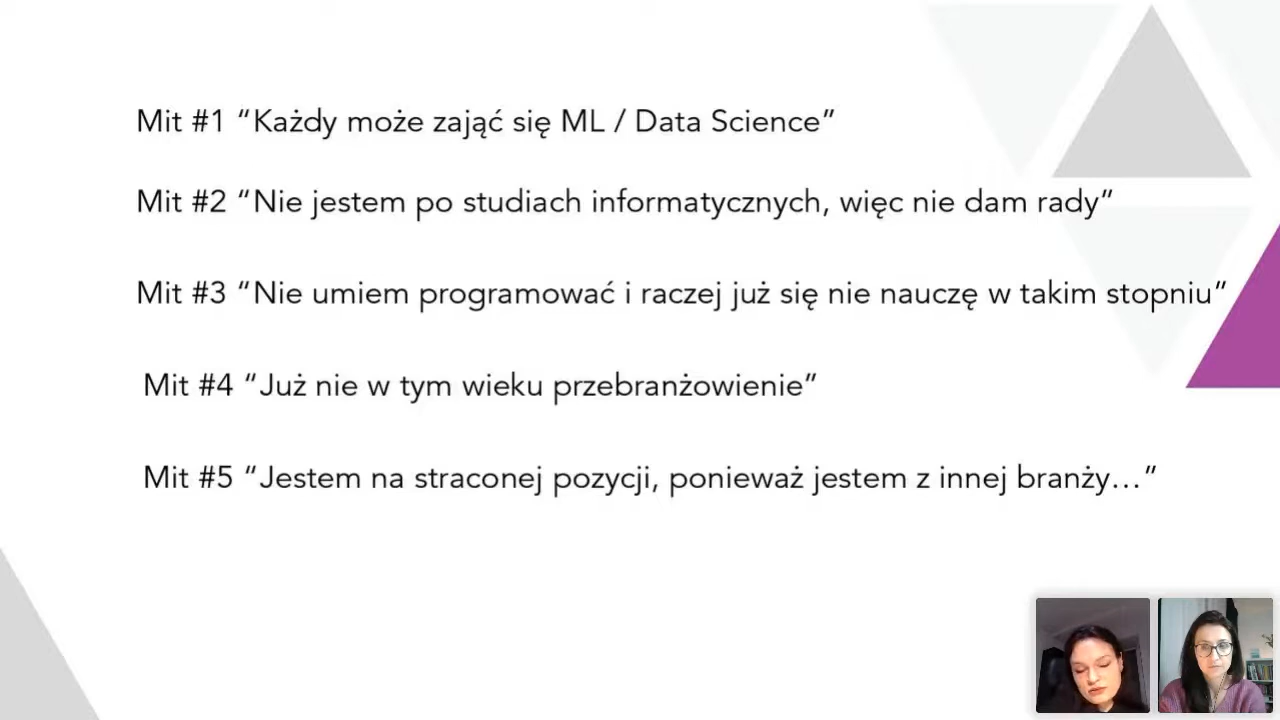 Mit #1 “Każdy może zająć się ML / Data Science”
Mit #2 “Nie jestem po studiach informatycznych, więc nie dam rady”
Mit #3 “Nie umiem programować i raczej już się nie nauczę w takim stopniu”
Mit #4 “Już nie w tym wieku przebranżowienie”
Mit #5 “Jestem na straconej pozycji, ponieważ jestem z innej branży…”